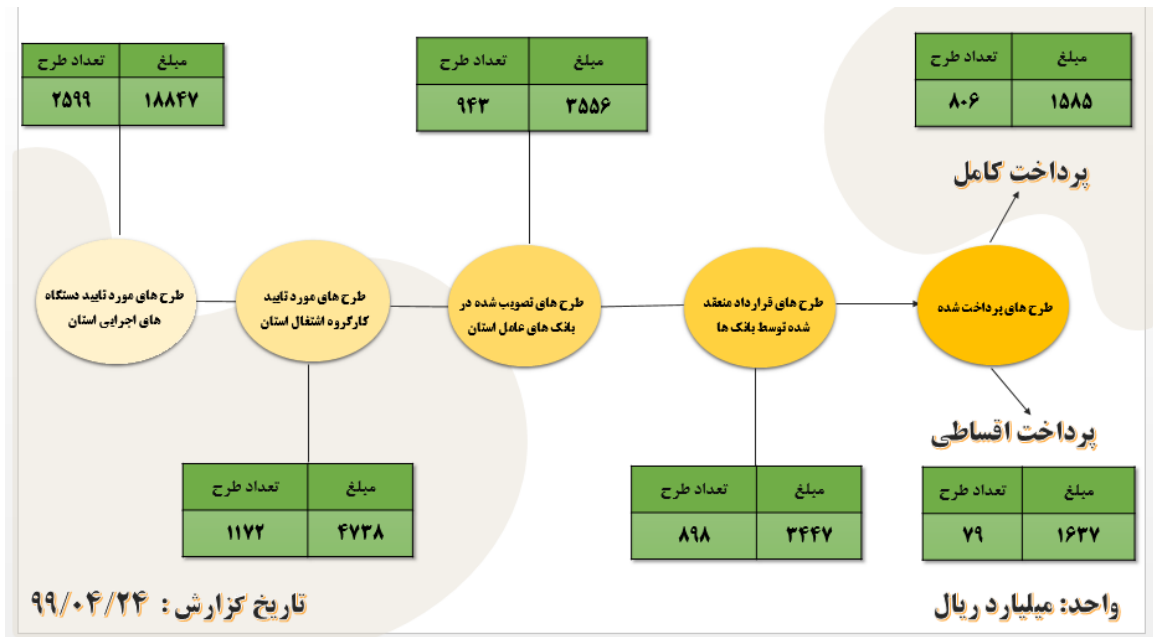 تعداد طرح مبلغ
۲۵۹۹ ۱۸۸۴۷
تعداد طرح مبلغ
۹۴۳ ۳۵۵۶
تعداد طرح مبلغ
۸۰۶ ۱۵۸۵
پرداخت کامل
طرح های مورد تایید دستگاه
های اجرایی استان
طرح های مورد تایید
کارگروه اشتغال استان
طرح های تصویب شده در
بانک های عامل استان
طرح های قرارداد منعقد
شده توسط بانک ها
طرح های پرداخت شده
پرداخت اقساطی
تعداد طرح مبلغ
۱۱۷۲ ۴۷۳۸
تعداد طرح مبلغ
۸۹۸ ۳۴۴۷
تعداد طرح مبلغ
۷۹ ۱۶۳۷
تاریخ گزارش : ۹۹/۰۴/۲۴
واحد: میلیارد ریال